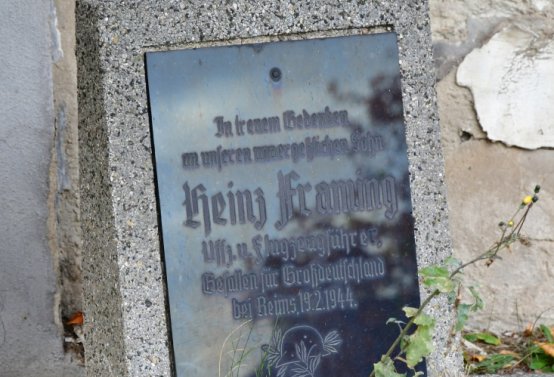 In treuem Gedenken
an unseren unvergeßlichen Sohn
Heinz Framing
Uffz. u. Flugzeugführer,
Gefallen für Großdeutschland
bei Reims, 19.2.1944.